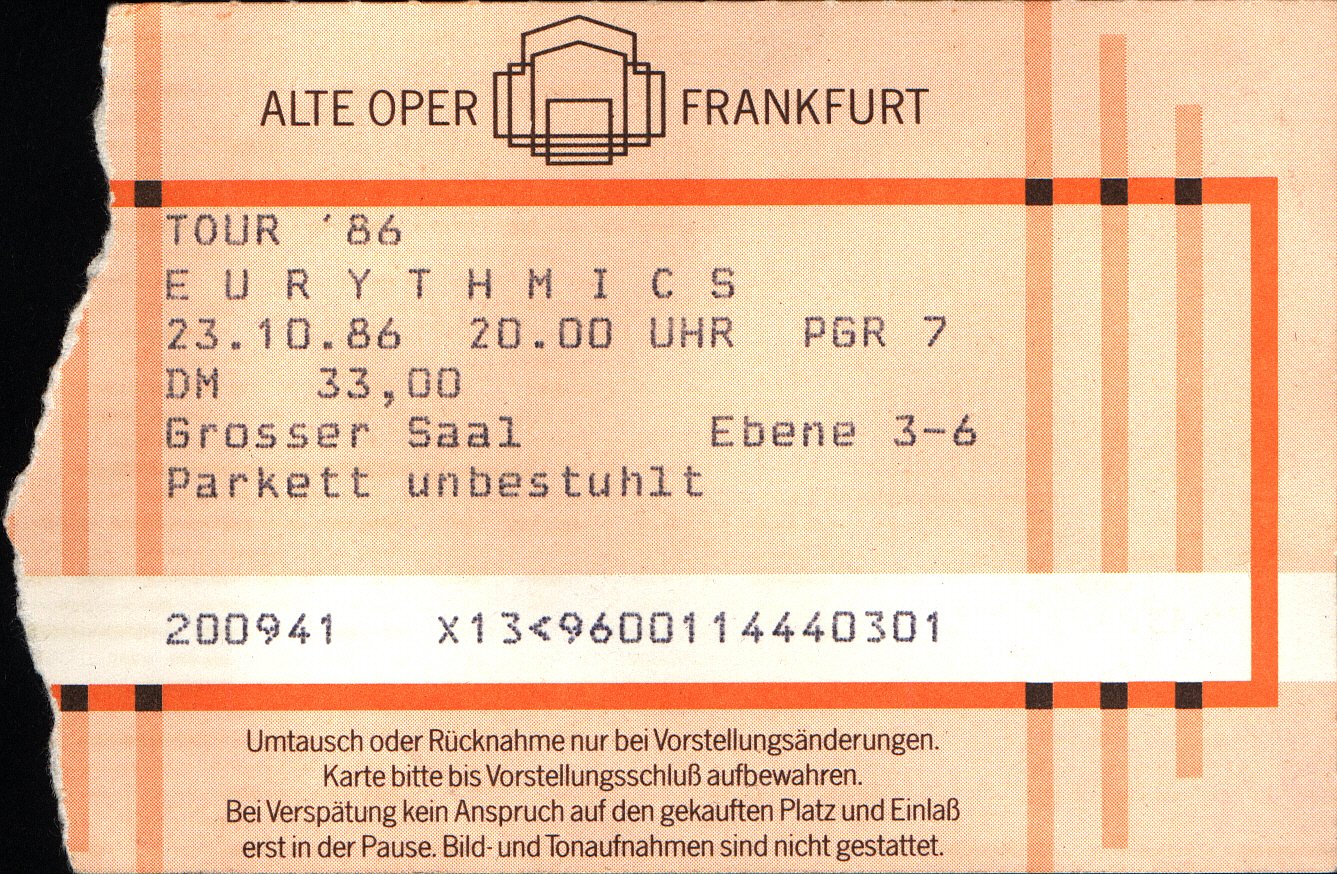 ALTE OPER FRANKFURT
TOUR '86
E U R Y T H M I C S
23.10.86 20.00 UHR PGR 7
DM 33,00
Grosser Saal Ebene 3-6
Parkett unbestuhlt
200941 X13<9600114440301
Umtausch oder Rücknahme nur bei Vorstellungsänderungen.
Karte bitte bis Vorstellungsschluß aufbewahren.
Bei Verspätung kein Anspruch auf den gekauften Platz und Einlaß
erst in der Pause. Bild- und Tonaufnahmen sind nicht gestattet.